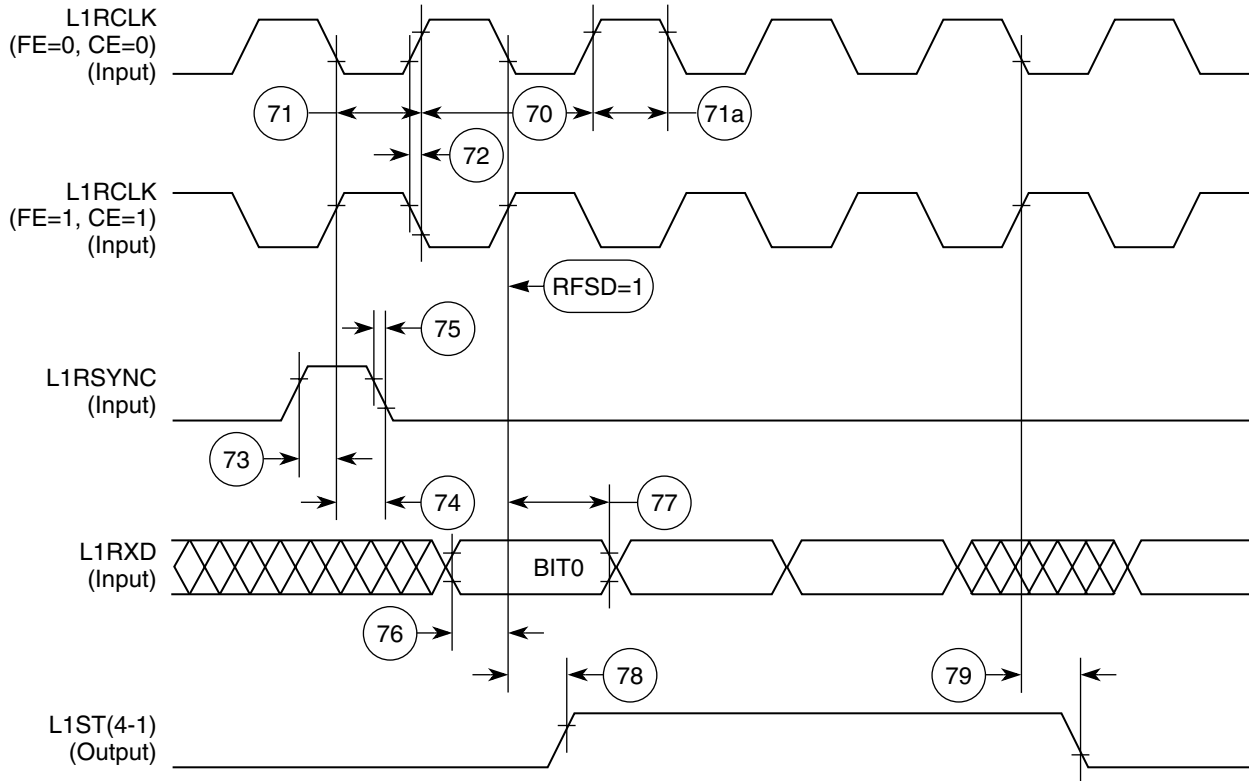 L1RCLK
(FE=0, CE=0)
(Input)
71
70
71a
72
L1RCLK
(FE=1, CE=1)
(Input)
RFSD=1
75
L1RSYNC
(Input)
73
74
77
L1RXD
(Input)
BIT0
76
78
79
L1ST(4-1)
(Output)